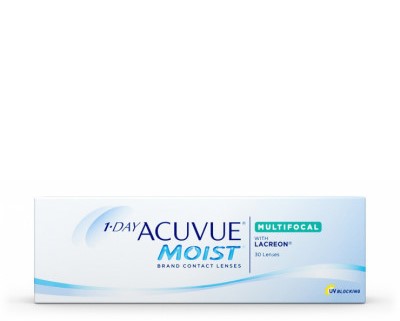 1·DAY ACUVUE®
MOIST®
BRAND CONTACT LENSES
MULTIFOCAL
WITH
LACREON®
30 Lenses
UV BLOCKING